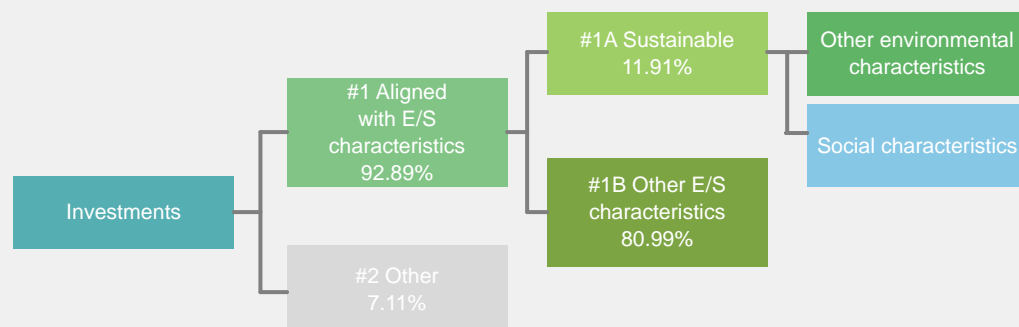 #1A Sustainable
11.91%
Other environmental
characteristics
#1 Aligned
with E/S
characteristics
92.89%
Social characteristics
#1B Other E/S
characteristics
80.99%
Investments
#2 Other
7.11%